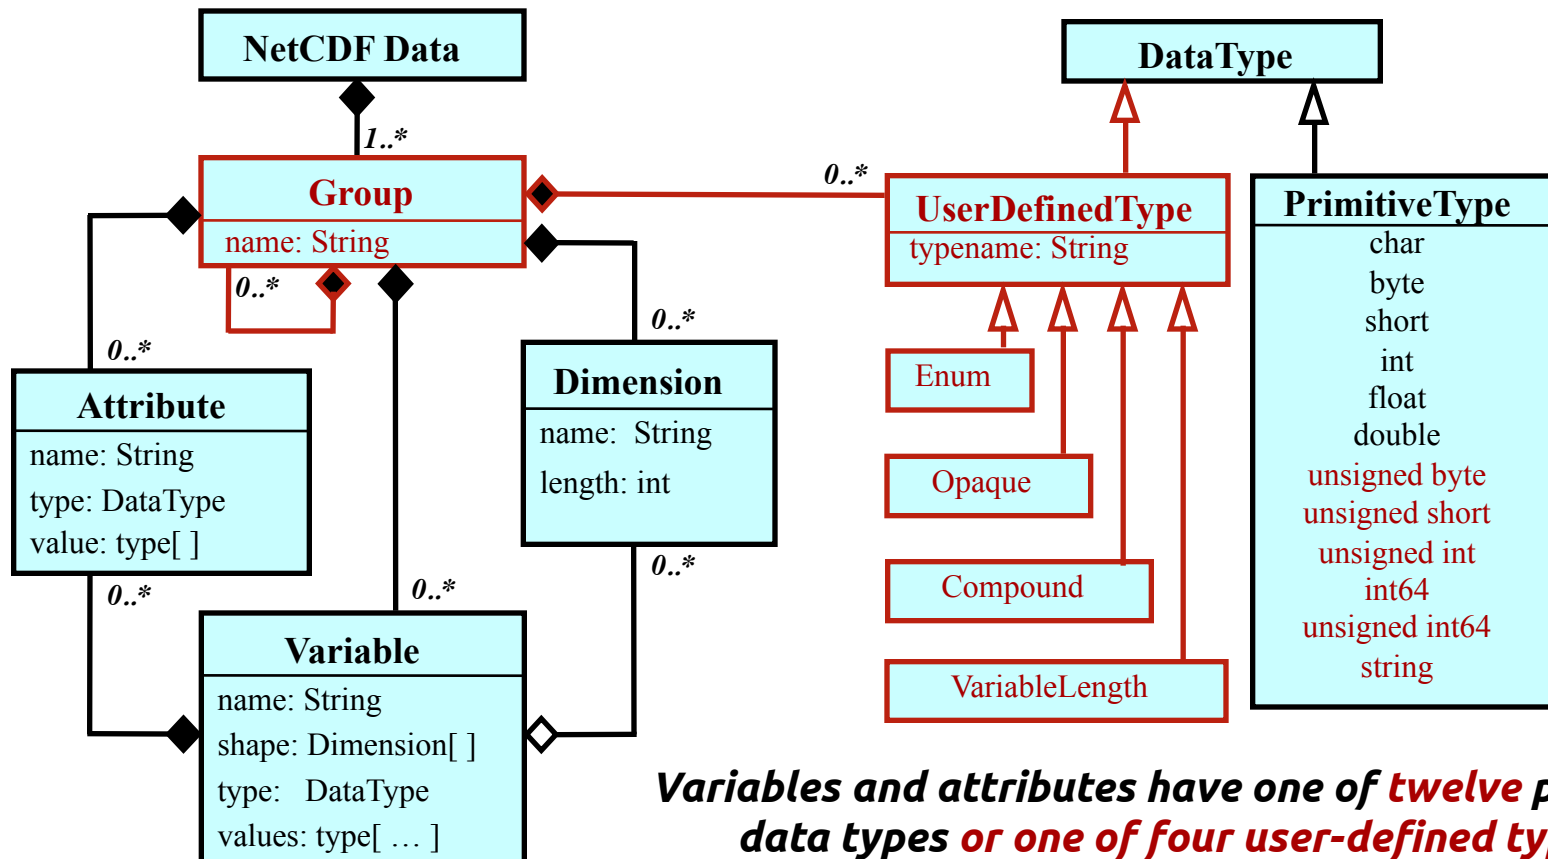 NetCDF Data
1..*
Group
name: String
0..*
0..*
Attribute
name: String
type: DataType
value: type[ ]
0..*
0..*
Variable
name: String
shape: Dimension[ ]
type: DataType
values: type[ … ]
0..*
Dimension
name: String
length: int
0..*
0..*
DataType
UserDefinedType
typename: String
Enum
Opaque
Compound
VariableLength
PrimitiveType
char
byte
short
int
float
double
unsigned byte
unsigned short
unsigned int
int64
unsigned int64
string
Variables and attributes have one of twelve p
data types or one of four user-defined typ